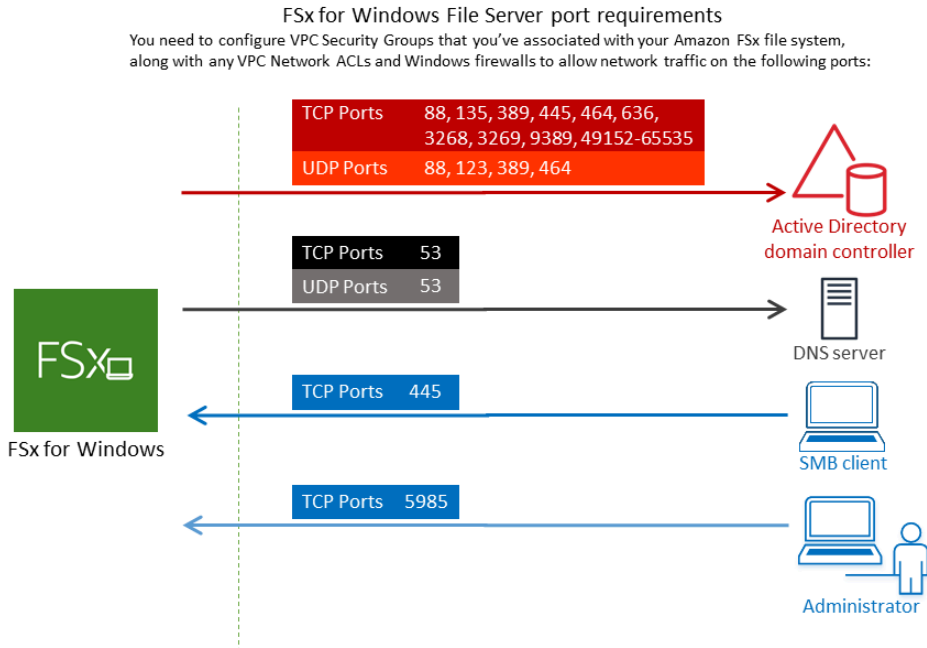 FSx for Windows File Server port requirements
You need to configure VPC Security Groups that you've associated with your Amazon FSx file system,
along with any VPC Network ACLs and Windows firewalls to allow network traffic on the following ports:
TCP Ports 88, 135, 389, 445, 464, 636,
3268, 3269, 9389, 49152-65535
UDP Ports 88, 123, 389, 464
Active Directory
domain controller
TCP Ports 53
UDP Ports 53
DNS server
FSx
FSx for Windows
TCP Ports 445
SMB client
TCP Ports 5985
Administrator